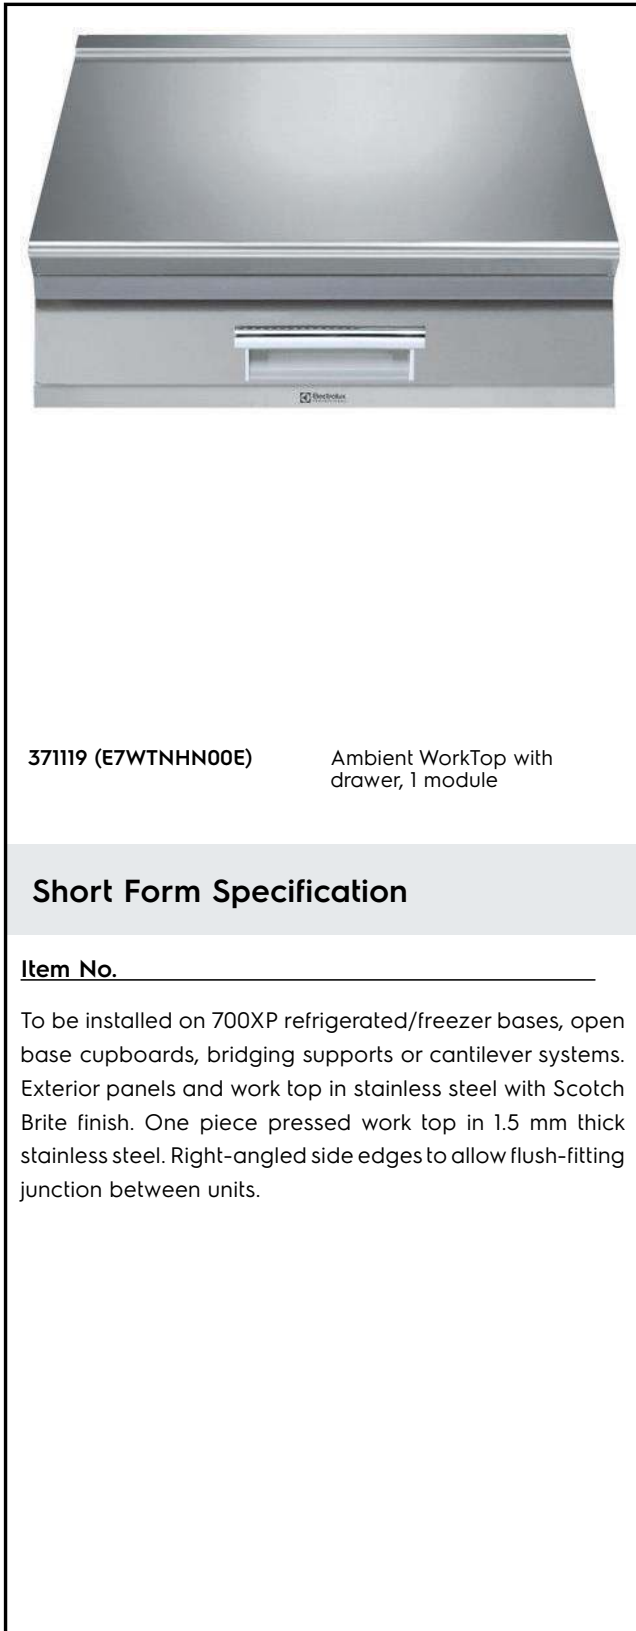 Electrolux
371119 (E7WTNHN00E)
Ambient WorkTop with
drawer, 1 module
Short Form Specification
Item No.
To be installed on 700XP refrigerated/freezer bases, open
base cupboards, bridging supports or cantilever systems.
Exterior panels and work top in stainless steel with Scotch
Brite finish. One piece pressed work top in 1.5 mm thick
stainless steel. Right-angled side edges to allow flush-fitting
junction between units.